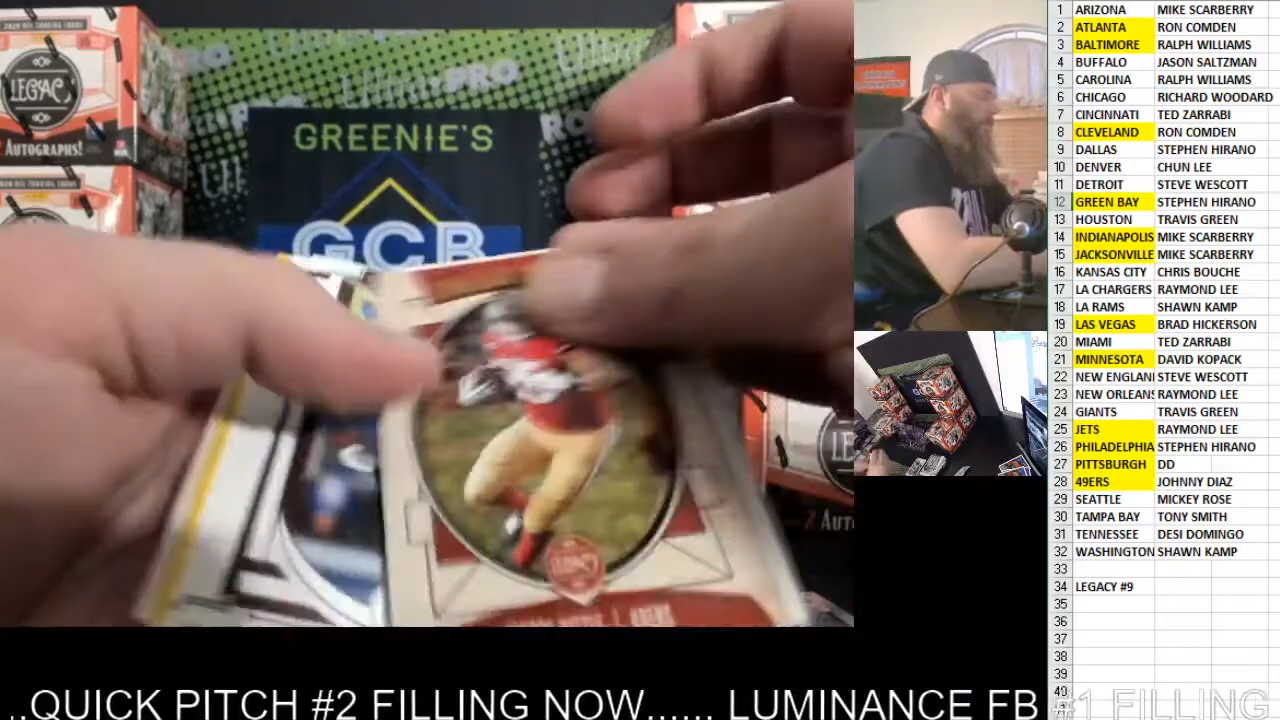 LEGACY
AUTOGRAPHS!
GREENIE'S
GCB
PRO
1 ARIZONA MIKE SCARBERRY
2 ATLANTA RON COMDEN
3 BALTIMORE RALPH WILLIAMS
4 BUFFALO JASON SALTZMAN
5 CAROLINA RALPH WILLIAMS
6 CHICAGO RICHARD WOODARD
7 CINCINNATI TED ZARRABI
8 CLEVELAND RON COMDEN
9 DALLAS STEPHEN HIRANO
10 DENVER CHUN LEE
11 DETROIT STEVE WESCOTT
12 GREEN BAY STEPHEN HIRANO
13 HOUSTON TRAVIS GREEN
14 INDIANAPOLIS MIKE SCARBERRY
15 JACKSONVILLE MIKE SCARBERRY
16 KANSAS CITY CHRIS BOUCHE
17 LA CHARGERS RAYMOND LEE
18 LA RAMS SHAWN KAMP
19 LAS VEGAS BRAD HICKERSON
20 MIAMI TED ZARRABI
21 MINNESOTA DAVID KOPACK
22 NEW ENGLAN STEVE WESCOTT
23 NEW ORLEANS RAYMOND LEE
24 GIANTS TRAVIS GREEN
25 JETS RAYMOND LEE
26 PHILADELPHIA STEPHEN HIRANO
27 PITTSBURGH DD
28 49ERS JOHNNY DIAZ
29 SEATTLE MICKEY ROSE
30 TAMPA BAY TONY SMITH
31 TENNESSEE DESI DOMINGO
32 WASHINGTON SHAWN KAMP
33
34 LEGACY #9
35
36
37
38
39
40
..QUICK PITCH #2 FILLING NOW...... LUMINANCE FB #1 FILLING